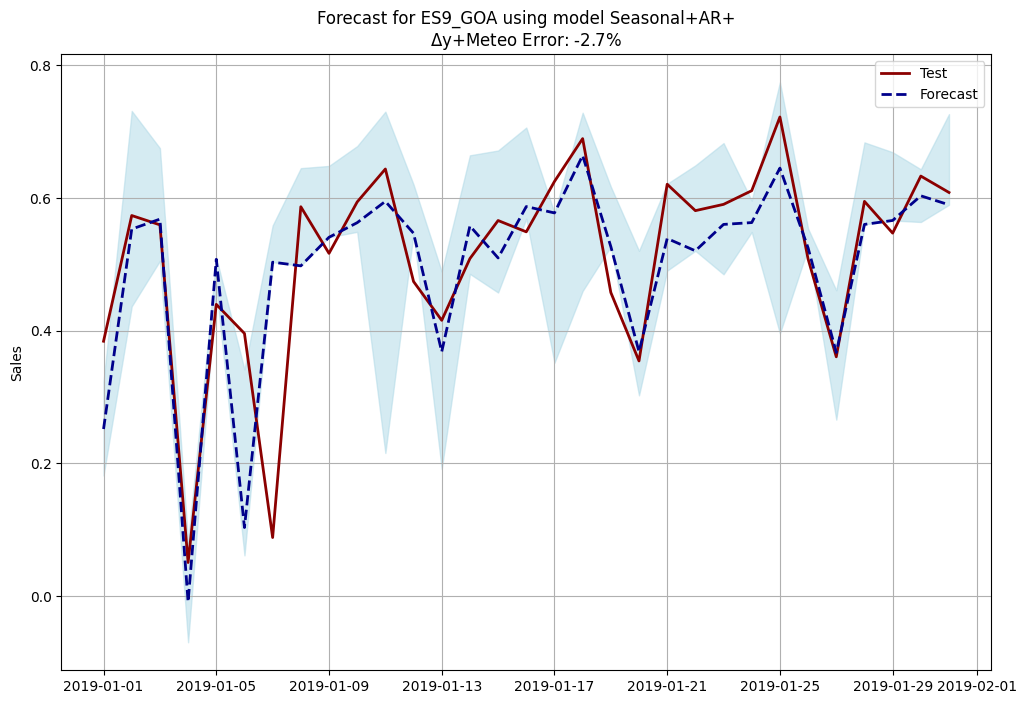 Forecast for ES9_GOA using model Seasonal+AR+
Δy+Meteo Error: -2.7%
Test
Forecast
Sales
0.8
0.6
0.4
0.2
0.0
2019-01-01
2019-01-05
2019-01-09
2019-01-13
2019-01-17
2019-01-21
2019-01-25
2019-01-29
2019-02-01